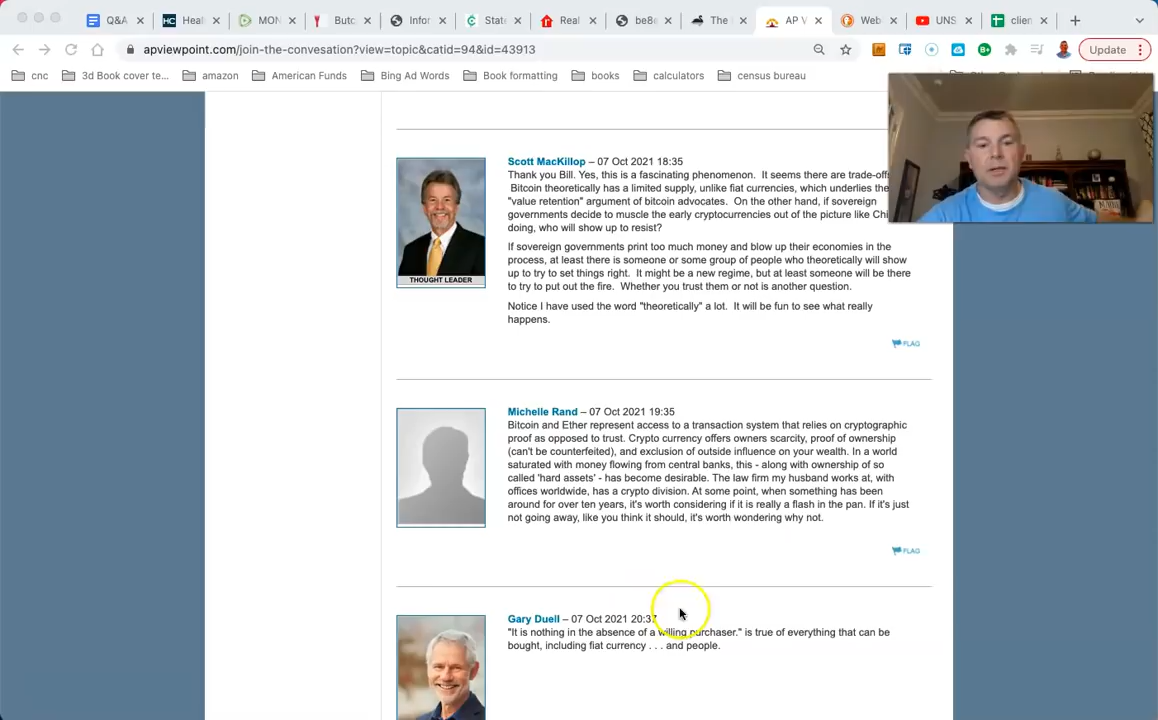 Q&A
Heal
MON
Butc
Infor
State
Real
be8e
The I
AP V
Web
UNS
clien
apviewpoint.com/join-the-convesation?view=topic&catid=94&id=43913
Update
cnc
3d Book cover te...
amazon
American Funds
Bing Ad Words
Book formatting
books
calculators
census bureau
Scott MacKillop – 07 Oct 2021 18:35
Thank you Bill. Yes, this is a fascinating phenomenon. It seems there are trade-offs
Bitcoin theoretically has a limited supply, unlike fiat currencies, which underlies the
"value retention" argument of bitcoin advocates. On the other hand, if sovereign
governments decide to muscle the early cryptocurrencies out of the picture like Chi
doing, who will show up to resist?
If sovereign governments print too much money and blow up their economies in the
process, at least there is someone or some group of people who theoretically will show
up to try to set things right. It might be a new regime, but at least someone will be there
to try to put out the fire. Whether you trust them or not is another question.
Notice I have used the word "theoretically" a lot. It will be fun to see what really
happens.
THOUGHT LEADER
FLAG
Michelle Rand – 07 Oct 2021 19:35
Bitcoin and Ether represent access to a transaction system that relies on cryptographic
proof as opposed to trust. Crypto currency offers owners scarcity, proof of ownership
(can't be counterfeited), and exclusion of outside influence on your wealth. In a world
saturated with money flowing from central banks, this - along with ownership of so
called 'hard assets' - has become desirable. The law firm my husband works at, with
offices worldwide, has a crypto division. At some point, when something has been
around for over ten years, it's worth considering if it is really a flash in the pan. If it's just
not going away, like you think it should, it's worth wondering why not.
FLAG
Gary Duell – 07 Oct 2021 20:37
"It is nothing in the absence of a willing purchaser." is true of everything that can be
bought, including fiat currency . . . and people.